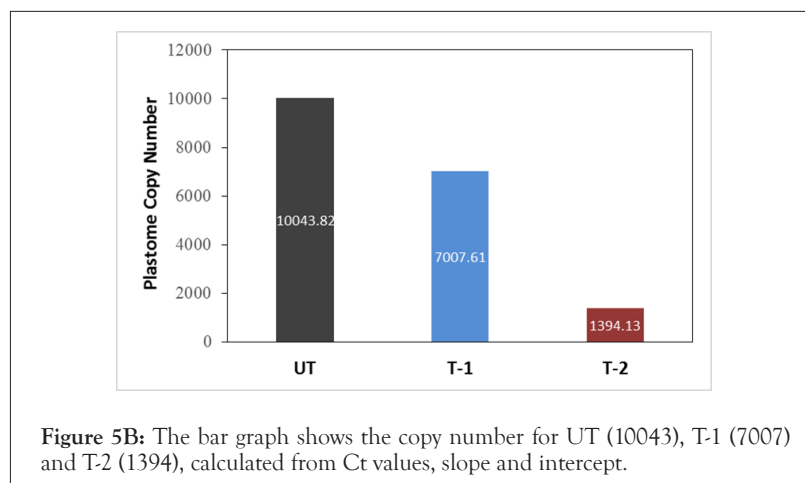 12000
10000
8000
6000
4000
2000
0
Plastome Copy Number
10043.82
7007.61
1394.13
UT T-1 T-2
Figure 5B: The bar graph shows the copy number for UT (10043), T-1 (7007)
and T-2 (1394), calculated from Ct values, slope and intercept.